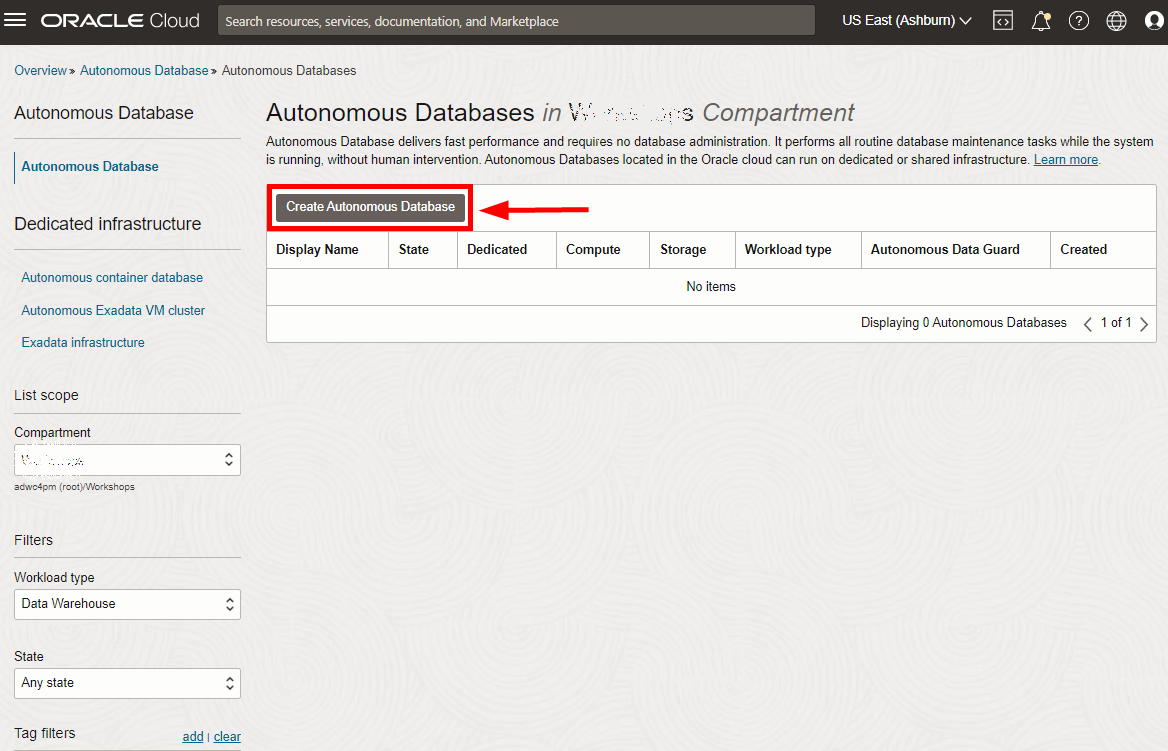 ORACLE Cloud
Search resources, services, documentation, and Marketplace
US East (Ashburn)
Overview » Autonomous Database » Autonomous Databases
Autonomous Database
Autonomous Database
Dedicated infrastructure
Autonomous container database
Autonomous Exadata VM cluster
Exadata infrastructure
List scope
Compartment
adwc4pm (root)/Workshops
Filters
Workload type
Data Warehouse
State
Any state
Tag filters
add | clear
Autonomous Databases in Compartment
Autonomous Database delivers fast performance and requires no database administration. It performs all routine database maintenance tasks while the system
is running, without human intervention. Autonomous Databases located in the Oracle cloud can run on dedicated or shared infrastructure. Learn more.
Create Autonomous Database
Display Name State Dedicated Compute Storage Workload type Autonomous Data Guard Created
No items
Displaying 0 Autonomous Databases < 1 of 1 >